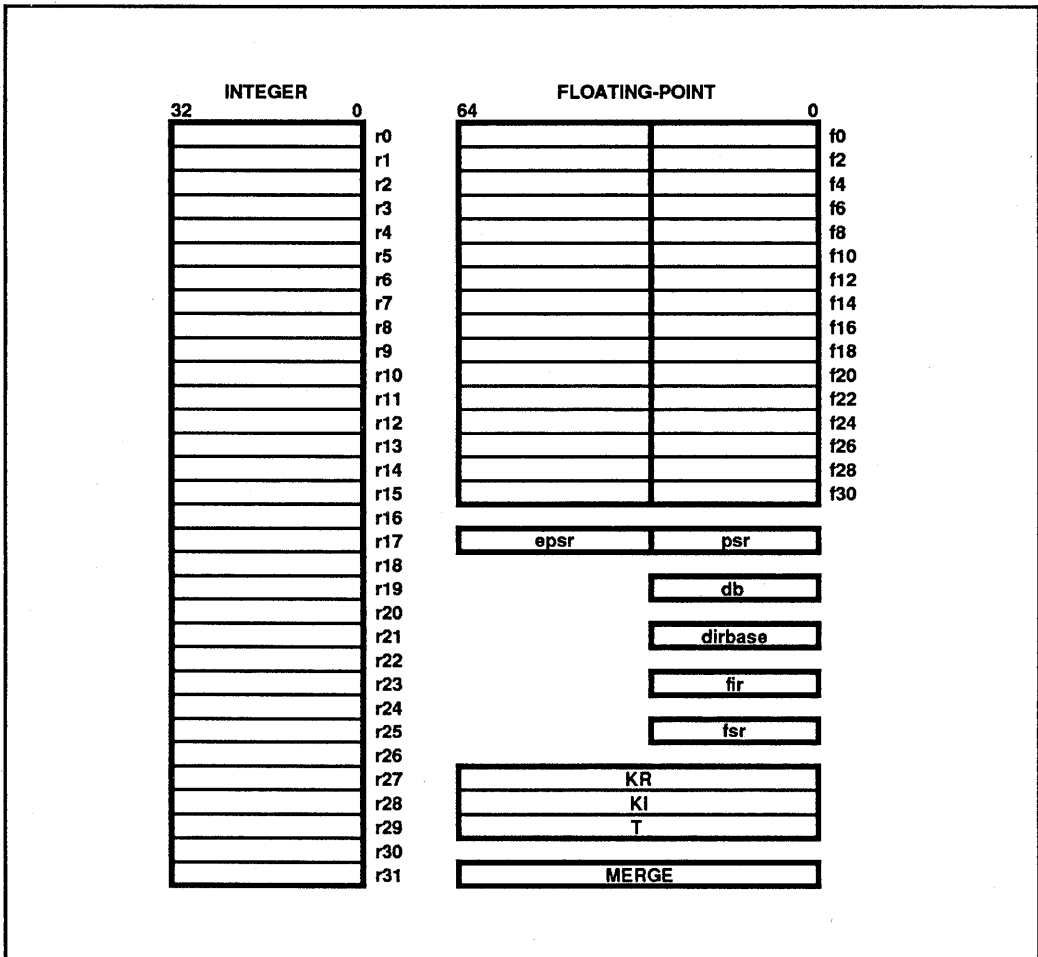 INTEGER
32 0
r0
r1
r2
r3
r4
r5
r6
r7
r8
r9
r10
r11
r12
r13
r14
r15
r16
r17
r18
r19
r20
r21
r22
r23
r24
r25
r26
r27
r28
r29
r30
r31
FLOATING-POINT
64 0
f0
f2
f4
f6
f8
f10
f12
f14
f16
f18
f20
f22
f24
f26
f28
f30
epsr psr
db
dirbase
fir
fsr
KR
KI
T
MERGE